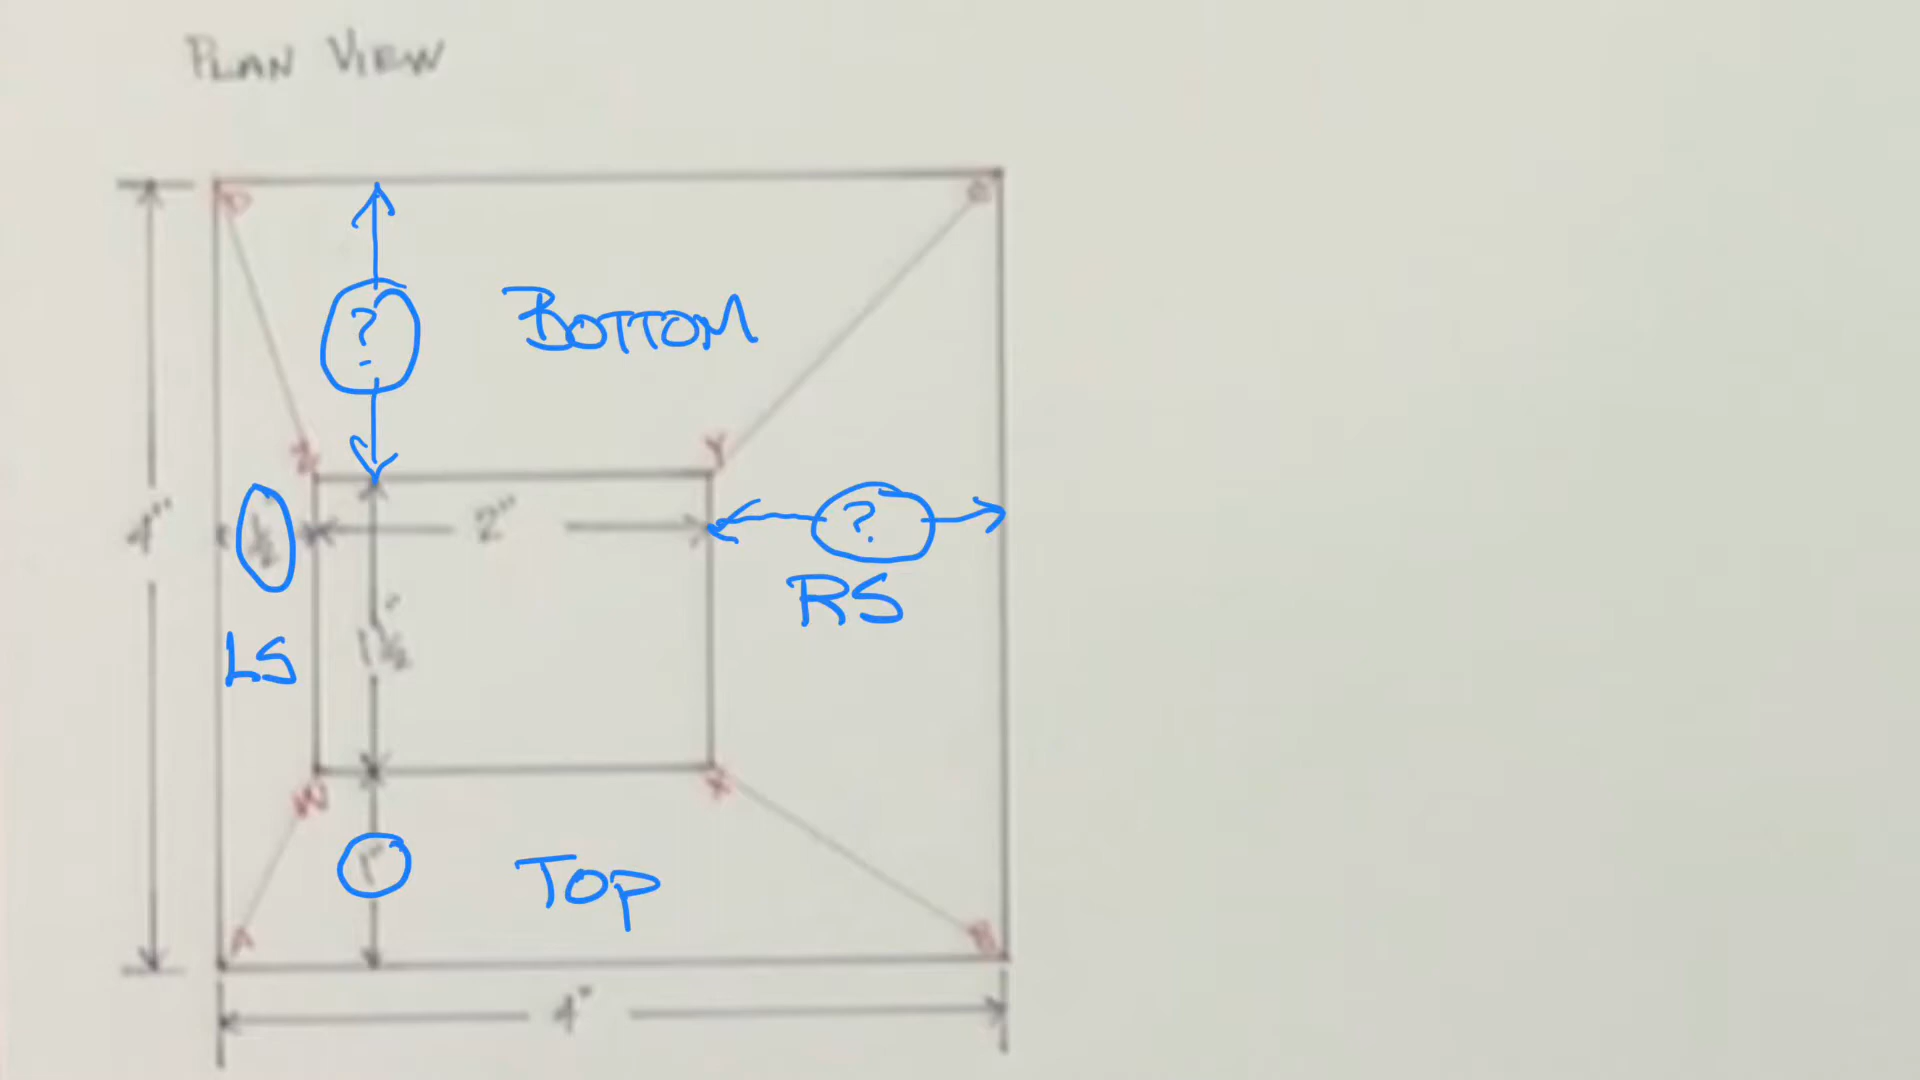 PLAN VIEW
D C
?
BOTTOM
Z Y
4" ½ 2" ?
RS
1½"
LS
W X
1" TOP
A B
4"